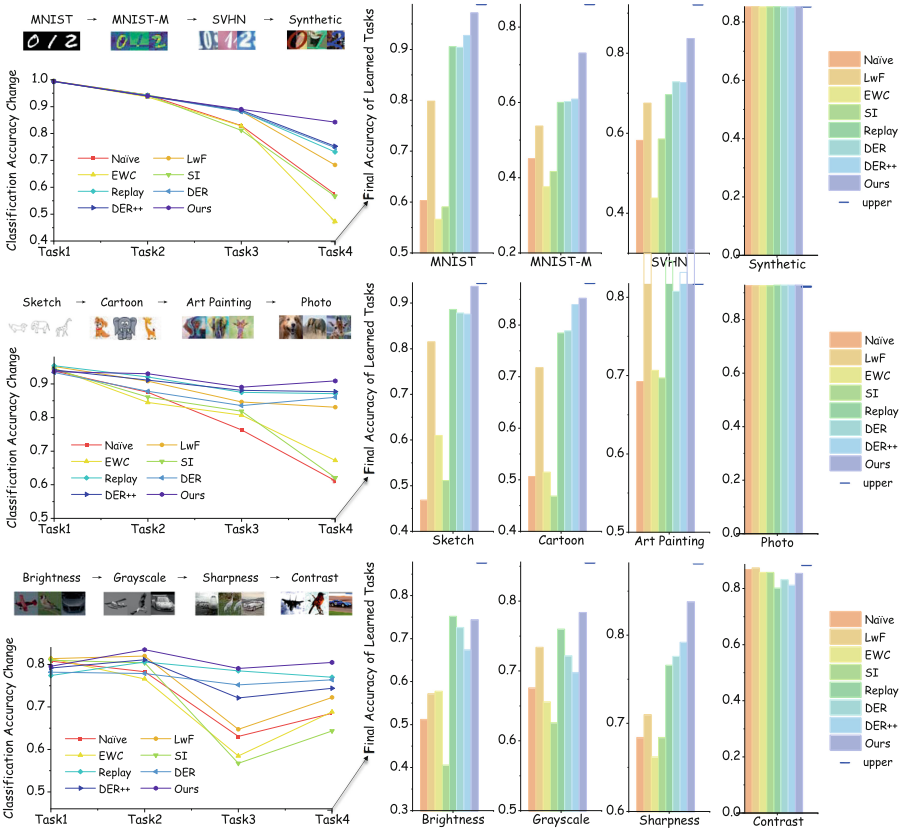 MNIST → MNIST-M → SVHN → Synthetic
Classification Accuracy Change
1.0
0.9
0.8
0.7
0.6
0.5
0.4
Task1 Task2 Task3 Task4
Naïve LwF
EWC SI
Replay DER
DER++ Ours
Final Accuracy of Learned Tasks
0.9
0.8
0.7
0.6
0.5
MNIST
0.8
0.6
0.4
0.2
MNIST-M
0.8
0.6
0.4
SVHN
0.8
0.6
0.4
0.2
0.0
Synthetic
Naïve
LwF
EWC
SI
Replay
DER
DER++
Ours
upper
Sketch → Cartoon → Art Painting → Photo
Classification Accuracy Change
0.9
0.8
0.7
0.6
0.5
Task1 Task2 Task3 Task4
Naïve LwF
EWC SI
Replay DER
DER++ Ours
Final Accuracy of Learned Tasks
0.9
0.8
0.7
0.6
0.5
0.4
Sketch
0.8
0.7
0.6
0.5
0.4
Cartoon
0.8
0.7
0.6
0.5
Art Painting
0.8
0.6
0.4
0.2
0.0
Photo
Naïve
LwF
EWC
SI
Replay
DER
DER++
Ours
upper
Brightness → Grayscale → Sharpness → Contrast
Classification Accuracy Change
0.8
0.7
0.6
0.5
Task1 Task2 Task3 Task4
Naïve LwF
EWC SI
Replay DER
DER++ Ours
Final Accuracy of Learned Tasks
0.8
0.7
0.6
0.5
0.4
0.3
Brightness
0.8
0.7
0.6
0.5
Grayscale
0.8
0.7
0.6
Sharpness
0.8
0.6
0.4
0.2
0.0
Contrast
Naïve
LwF
EWC
SI
Replay
DER
DER++
Ours
upper